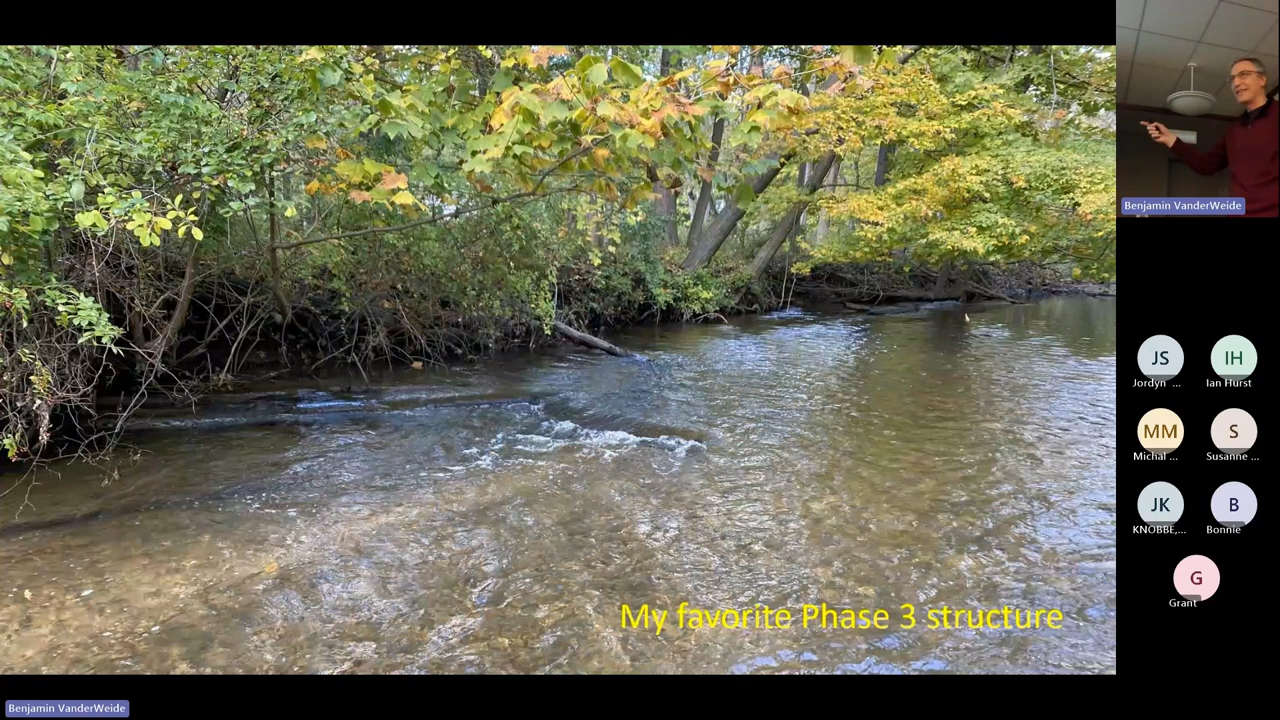 Benjamin VanderWeide
JS
IH
Jordyn ...
Ian Hurst
MM
S
Michal ...
Susanne ...
JK
B
KNOBBE,...
Bonnie
G
Grant
My favorite Phase 3 structure
Benjamin VanderWeide